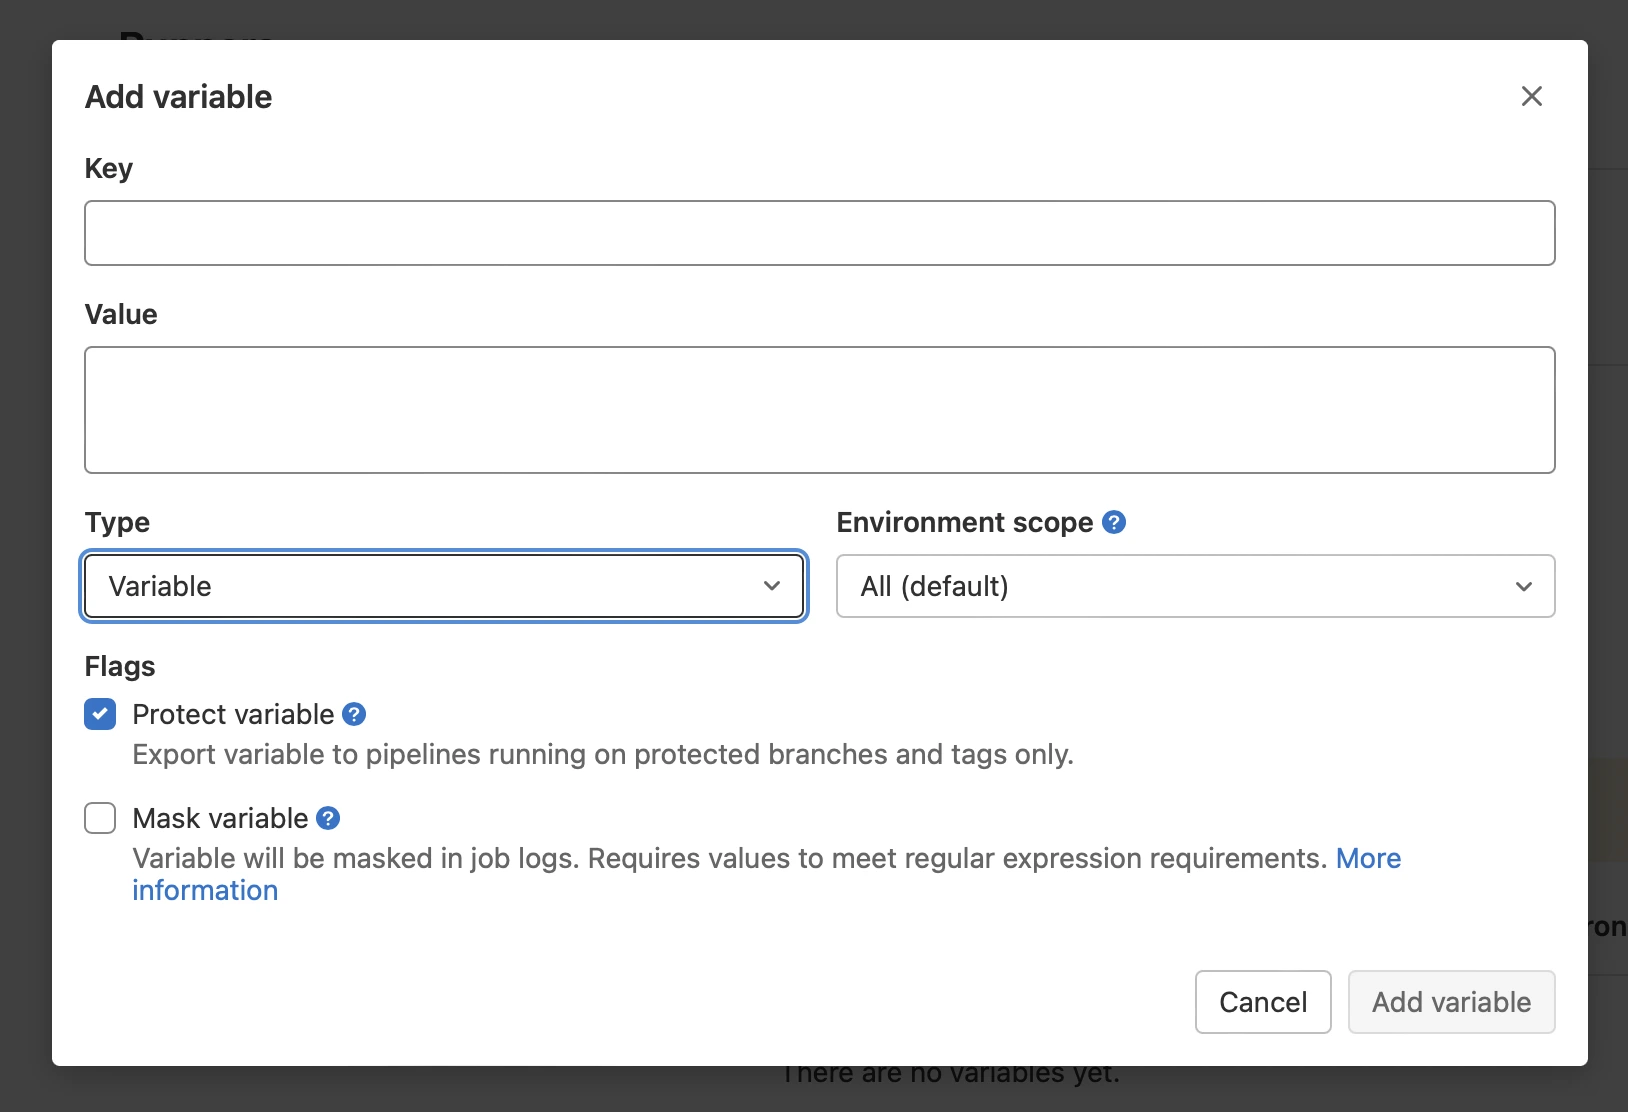 Add variable
Key
Value
Type
Environment scope ?
Variable
All (default)
Flags
Protect variable ?
Export variable to pipelines running on protected branches and tags only.
Mask variable ?
Variable will be masked in job logs. Requires values to meet regular expression requirements. More
information
ron
Cancel
Add variable
There are no variables yet.